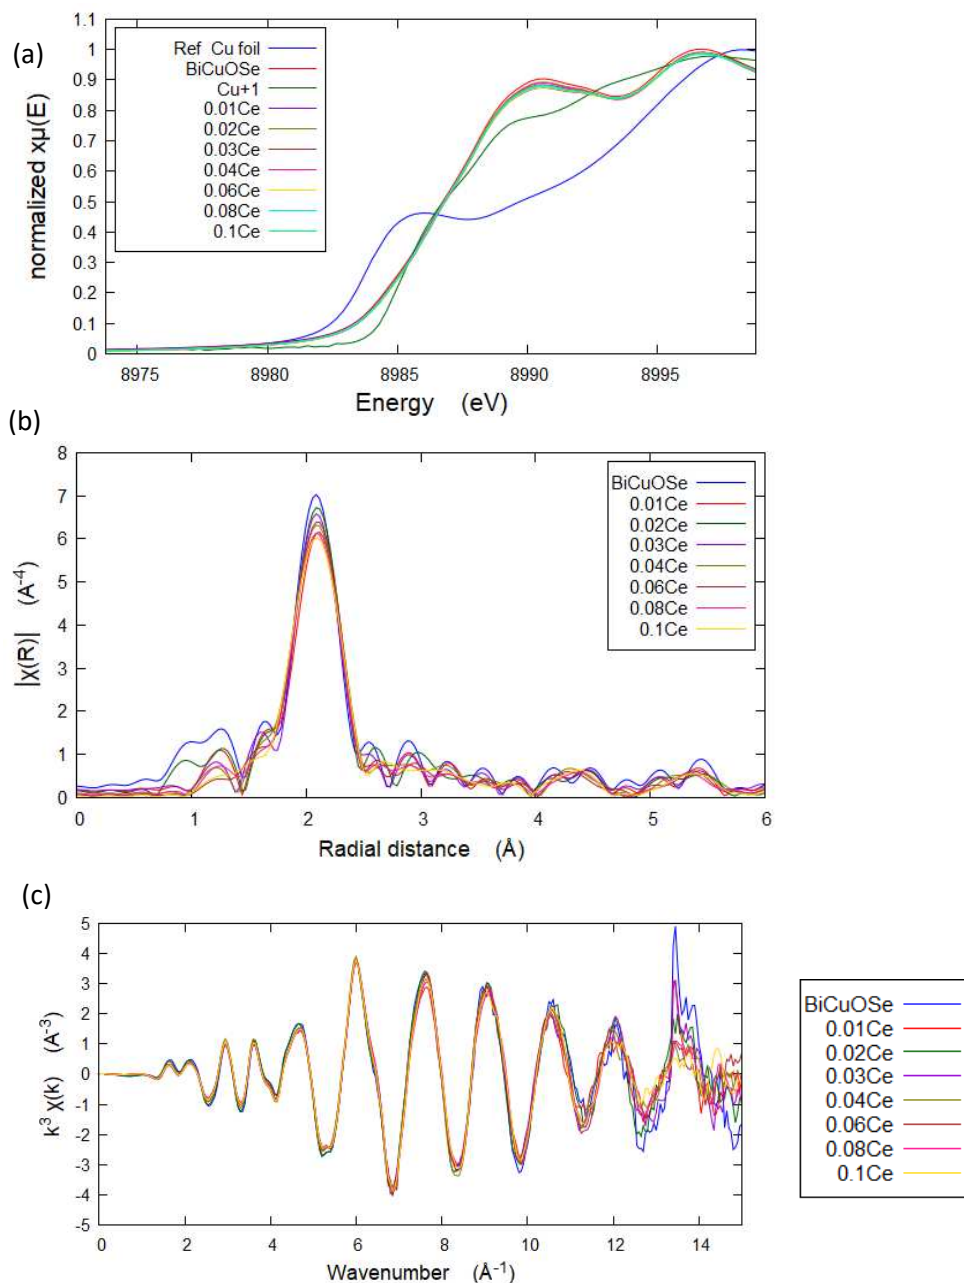 (a)
1.1
1
0.9
0.8
0.7
0.6
0.5
0.4
0.3
0.2
0.1
0
normalized xμ(E)
Ref Cu foil
BiCuOSe
Cu+1
0.01Ce
0.02Ce
0.03Ce
0.04Ce
0.06Ce
0.08Ce
0.1Ce
8975 8980 8985 8990 8995
Energy (eV)
(b)
8
7
6
5
4
3
2
1
0
|χ(R)| (A⁻⁴)
BiCuOSe
0.01Ce
0.02Ce
0.03Ce
0.04Ce
0.06Ce
0.08Ce
0.1Ce
0 1 2 3 4 5 6
Radial distance (Å)
(c)
5
4
3
2
1
0
-1
-2
-3
-4
-5
k³ χ(k) (A⁻³)
0 2 4 6 8 10 12 14
Wavenumber (Å⁻¹)
BiCuOSe
0.01Ce
0.02Ce
0.03Ce
0.04Ce
0.06Ce
0.08Ce
0.1Ce